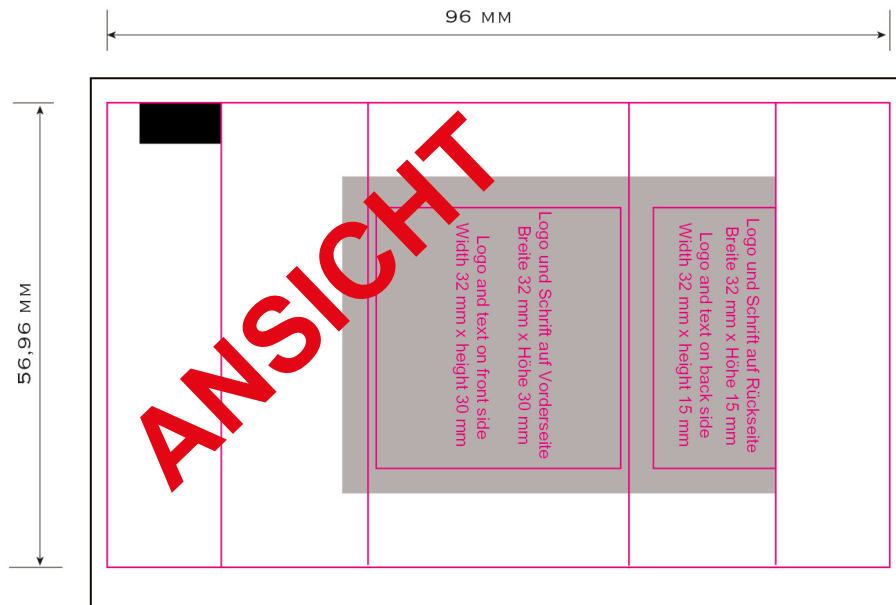 96 MM
56,96 MM
ANSICHT
Logo und Schrift auf Vorderseite
Breite 32 mm x Höhe 30 mm
Logo and text on front side
Width 32 mm x height 30 mm
Logo und Schrift auf Rückseite
Breite 32 mm x Höhe 15 mm
Logo and text on back side
Width 32 mm x height 15 mm